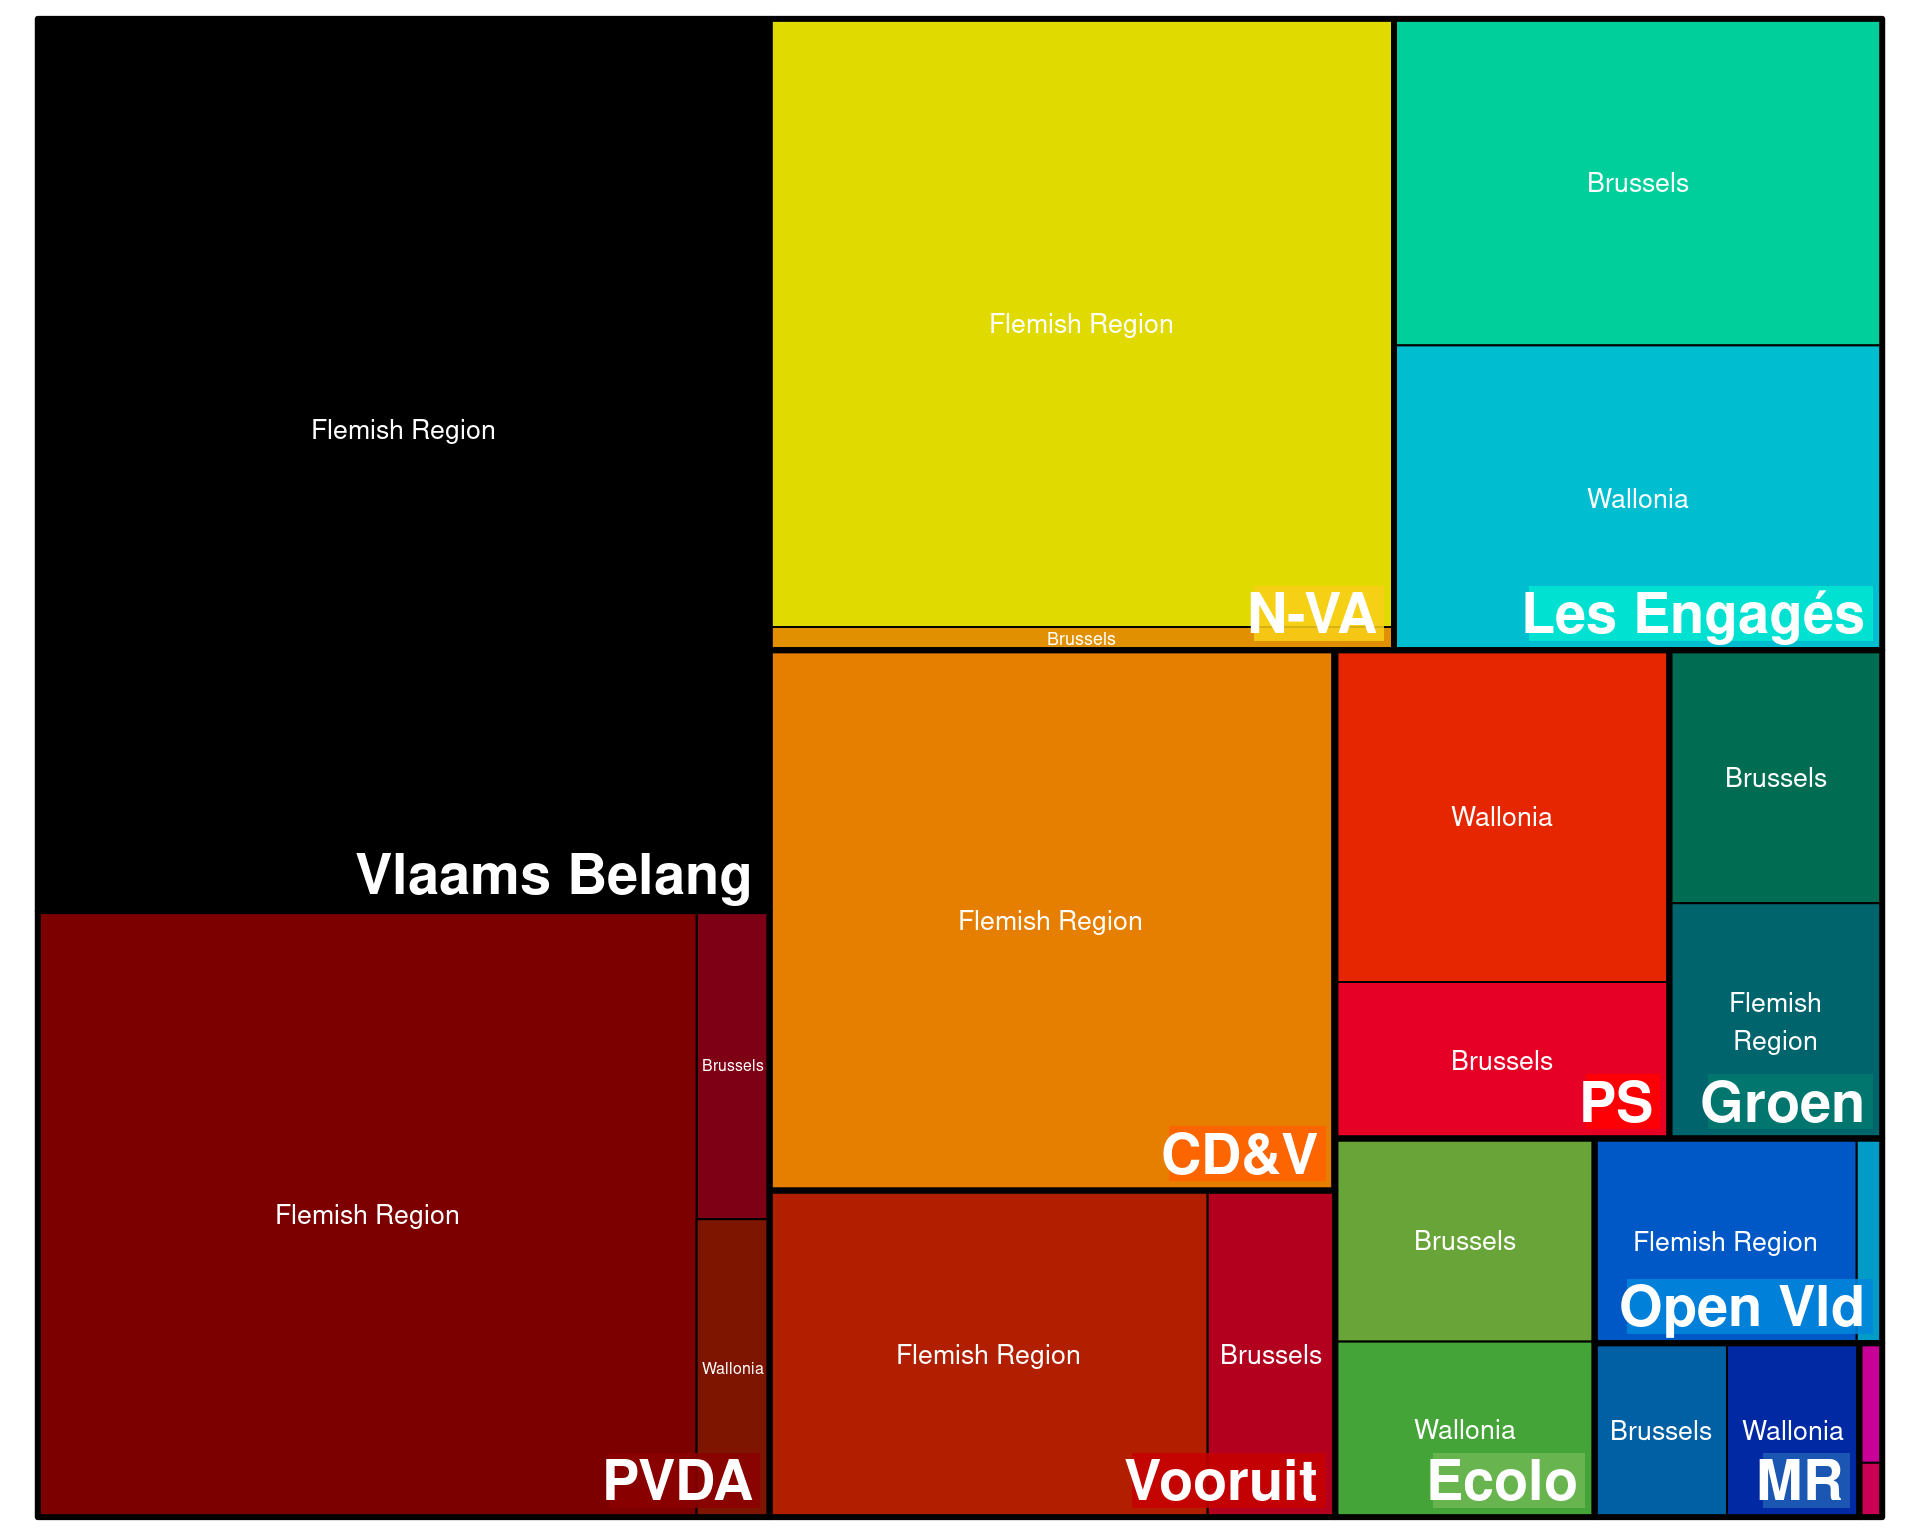 Flemish Region
Vlaams Belang
Flemish Region
Brussels
Wallonia
PVDA
Flemish Region
Brussels
N-VA
Brussels
Wallonia
Les Engagés
Flemish Region
CD&V
Wallonia
Brussels
PS
Brussels
Flemish
Region
Groen
Flemish Region
Brussels
Vooruit
Brussels
Wallonia
Ecolo
Flemish Region
Open Vld
Brussels
Wallonia
MR